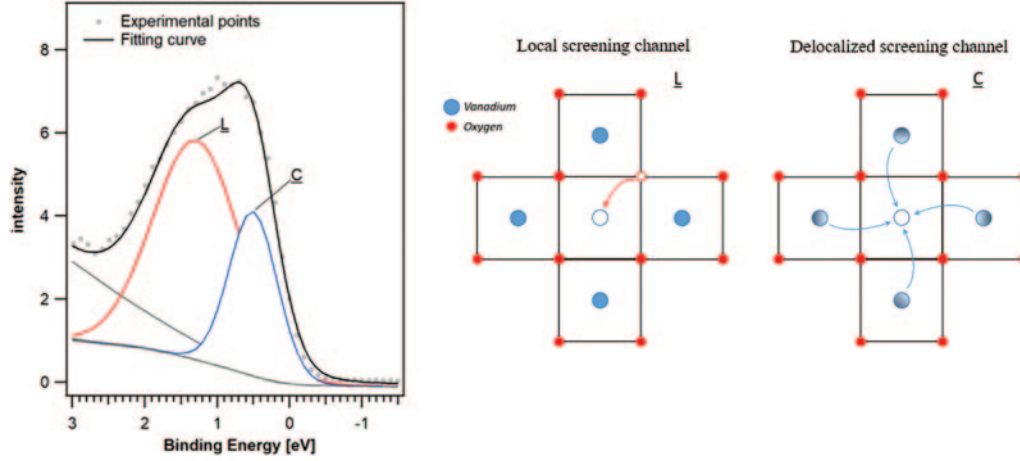 Experimental points
Fitting curve
8
6
4
2
0
intensity
L
C
3
2
1
0
-1
Binding Energy [eV]
Local screening channel
L
Vanadium
Oxygen
Delocalized screening channel
C